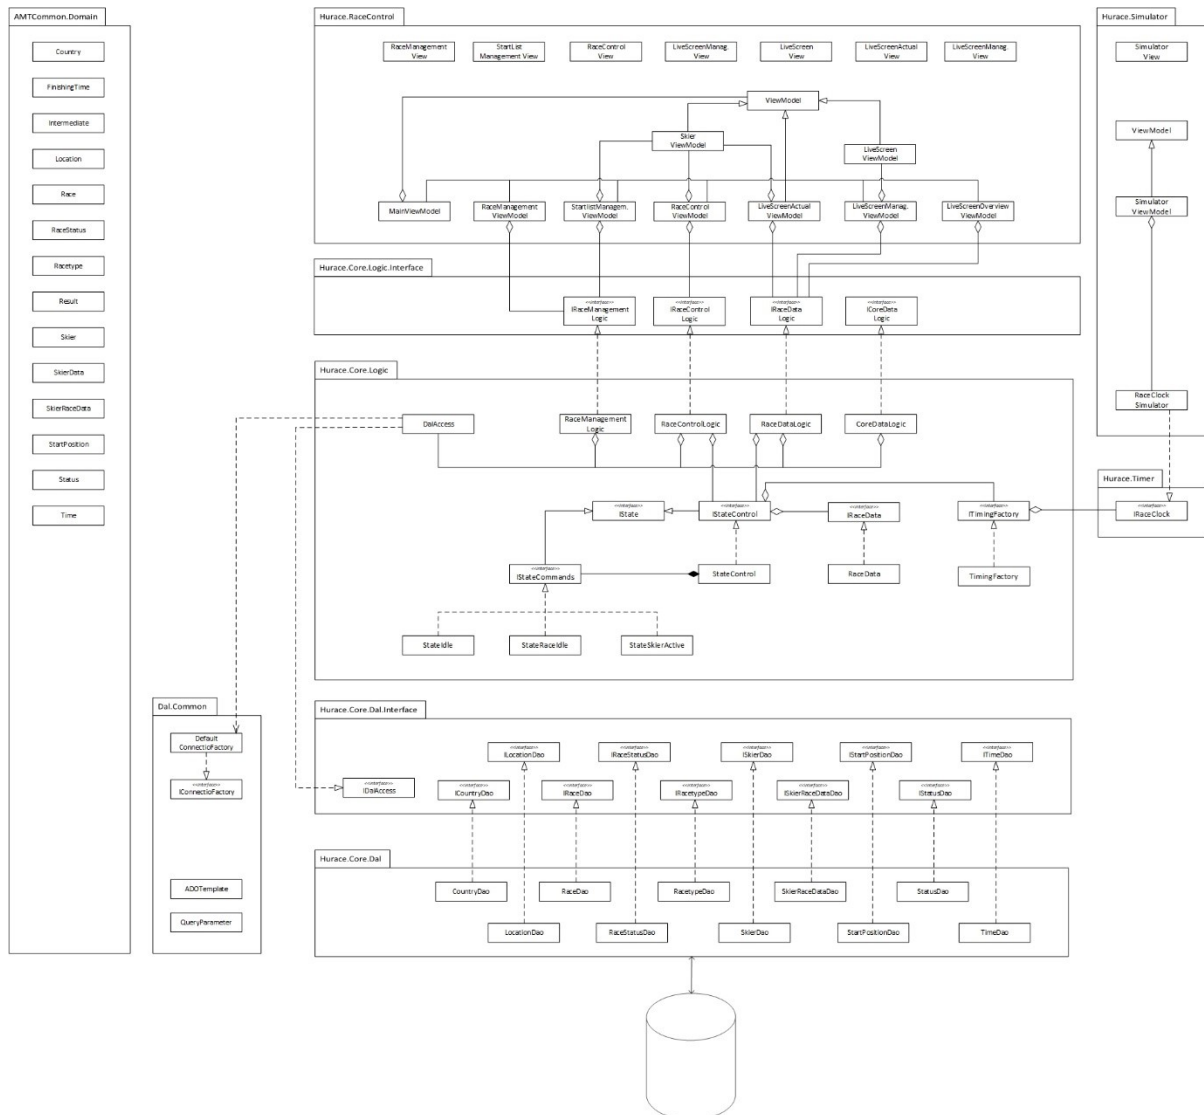 AMTCommon.Domain
Country
FinishingTime
Intermediate
Location
Race
RaceStatus
Racetype
Result
Skier
SkierData
SkierRaceData
StartPosition
Status
Time
Hurace.RaceControl
RaceManagement
View
StartList
Management View
RaceControl
View
LiveScreenManag.
View
LiveScreen
View
LiveScreenActual
View
LiveScreenManag.
View
ViewModel
Skier
ViewModel
LiveScreen
ViewModel
MainViewModel
RaceManagement
ViewModel
StartlistManagem.
ViewModel
RaceControl
ViewModel
LiveScreenActual
ViewModel
LiveScreenManag.
ViewModel
LiveScreenOverview
ViewModel
Hurace.Simulator
Simulator
View
ViewModel
Simulator
ViewModel
RaceClock
Simulator
Hurace.Core.Logic.Interface
<<interface>>
IRaceManagement
Logic
<<interface>>
IRaceControl
Logic
<<interface>>
IRaceData
Logic
<<interface>>
ICoreData
Logic
Hurace.Core.Logic
DalAccess
RaceManagement
Logic
RaceControlLogic
RaceDataLogic
CoreDataLogic
<<interface>>
IState
<<interface>>
IStateControl
<<interface>>
IRaceData
<<interface>>
ITimingFactory
<<interface>>
IStateCommands
StateControl
RaceData
TimingFactory
StateIdle
StateRaceIdle
StateSkierActive
Hurace.Timer
<<interface>>
IRaceClock
Dal.Common
Default
ConnectioFactory
<<interface>>
IConnectioFactory
ADOTemplate
QueryParameter
Hurace.Core.Dal.Interface
<<interface>>
ILocationDao
<<interface>>
IRaceStatusDao
<<interface>>
ISkierDao
<<interface>>
IStartPositionDao
<<interface>>
ITimeDao
<<interface>>
IDalAccess
<<interface>>
ICountryDao
<<interface>>
IRaceDao
<<interface>>
IRacetypeDao
<<interface>>
ISkierRaceDataDao
<<interface>>
IStatusDao
Hurace.Core.Dal
CountryDao
RaceDao
RacetypeDao
SkierRaceDataDao
StatusDao
LocationDao
RaceStatusDao
SkierDao
StartPositionDao
TimeDao